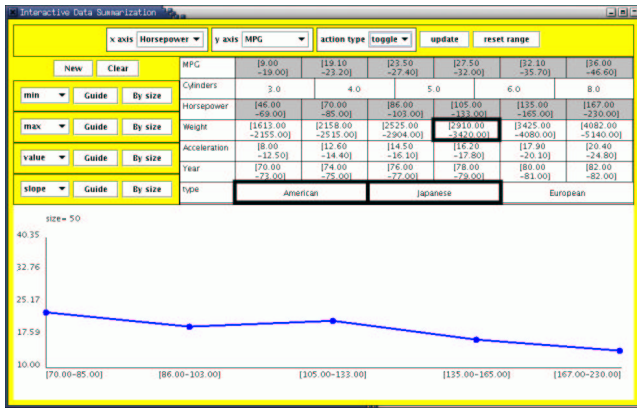 Interactive Data Summarization
x axis Horsepower y axis MPG action type toggle update reset range
New Clear
min Guide By size
max Guide By size
value Guide By size
slope Guide By size
MPG [9.00 -19.00] [19.10 -23.20] [23.50 -27.40] [27.50 -32.00] [32.10 -35.70] [36.00 -46.60]
Cylinders 3.0 4.0 5.0 6.0 8.0
Horsepower [46.00 -69.00] [70.00 -85.00] [86.00 -103.00] [105.00 -133.00] [135.00 -165.00] [167.00 -230.00]
Weight [1613.00 -2155.00] [2158.00 -2515.00] [2525.00 -2904.00] [2910.00 -3420.00] [3425.00 -4080.00] [4082.00 -5140.00]
Acceleration [8.00 -12.50] [12.60 -14.40] [14.50 -16.10] [16.20 -17.80] [17.90 -20.10] [20.40 -24.80]
Year [70.00 -73.00] [74.00 -75.00] [76.00 -77.00] [78.00 -79.00] [80.00 -81.00] [82.00 -82.00]
type American Japanese European
size= 50
40.35
32.76
25.17
17.59
10.00
[70.00-85.00] [86.00-103.00] [105.00-133.00] [135.00-165.00] [167.00-230.00]